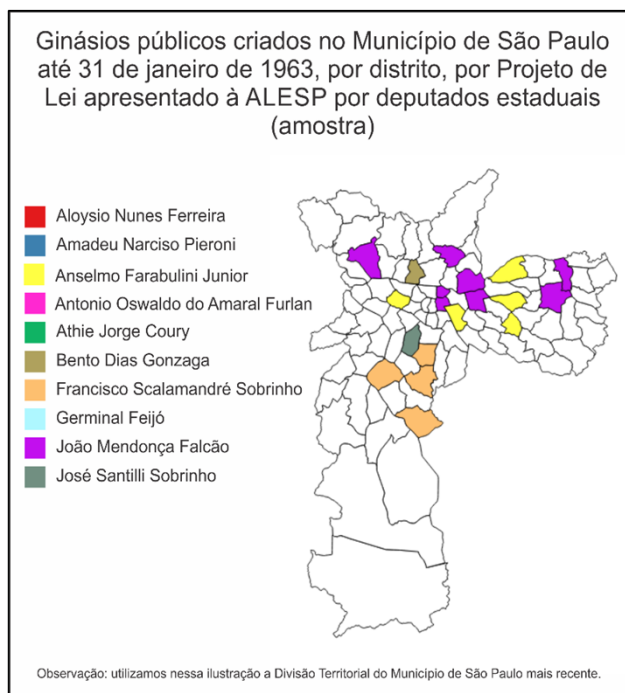 Ginásios públicos criados no Município de São Paulo
até 31 de janeiro de 1963, por distrito, por Projeto de
Lei apresentado à ALESP por deputados estaduais
(amostra)
Aloysio Nunes Ferreira
Amadeu Narciso Pieroni
Anselmo Farabulini Junior
Antonio Oswaldo do Amaral Furlan
Athie Jorge Coury
Bento Dias Gonzaga
Francisco Scalamandré Sobrinho
Germinal Feijó
João Mendonça Falcão
José Santilli Sobrinho
Observação: utilizamos nessa ilustração a Divisão Territorial do Município de São Paulo mais recente.